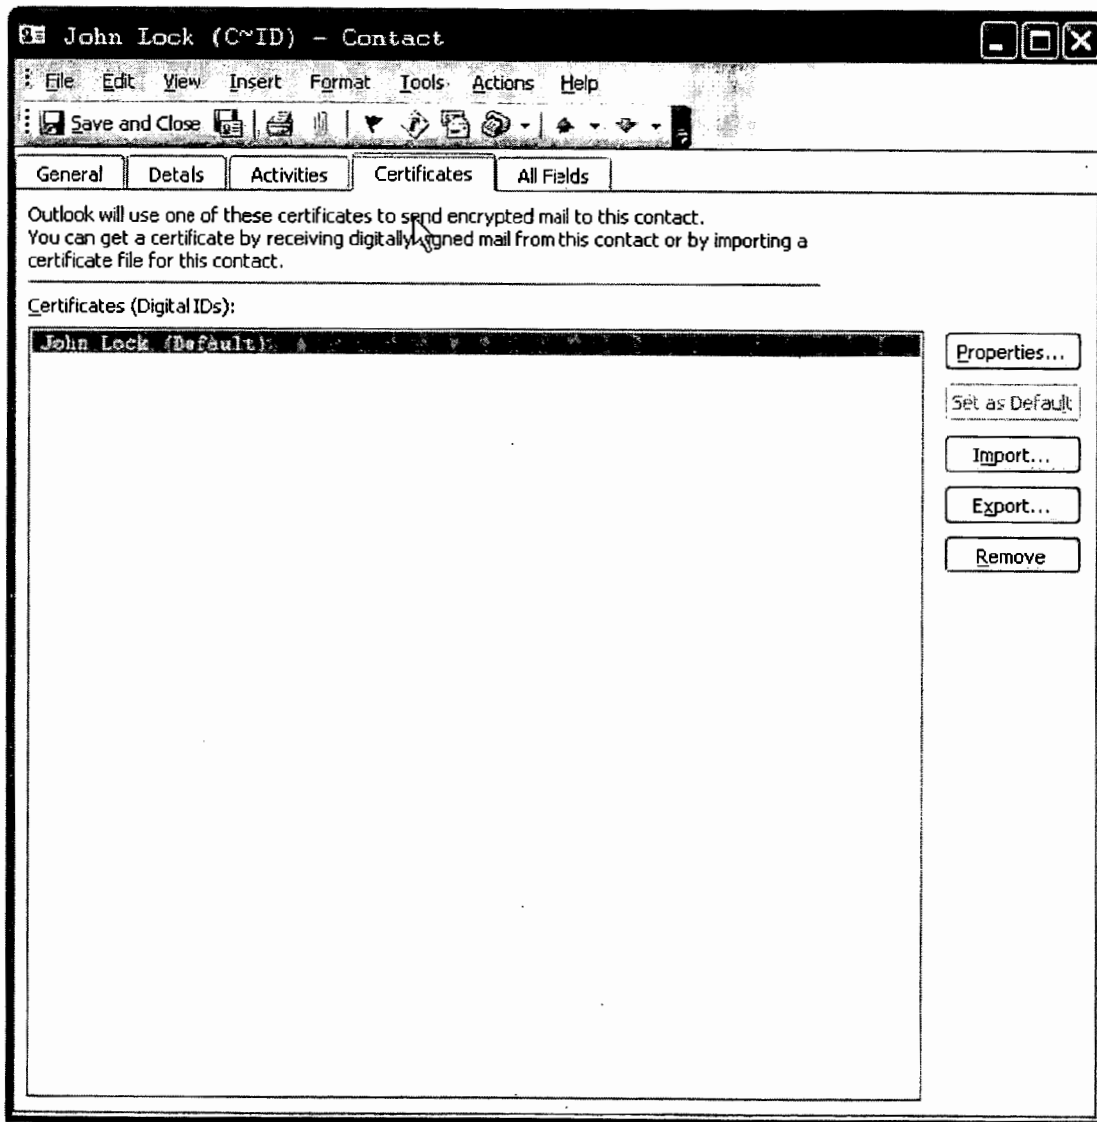 John Lock (C~ID) - Contact
File Edit View Insert Format Tools Actions Help
Save and Close
General Detals Activities Certificates All Fields
Outlook will use one of these certificates to send encrypted mail to this contact.
You can get a certificate by receiving digitally signed mail from this contact or by importing a
certificate file for this contact.
Certificates (Digital IDs):
John Lock (Default)
Properties...
Set as Default
Import...
Export...
Remove